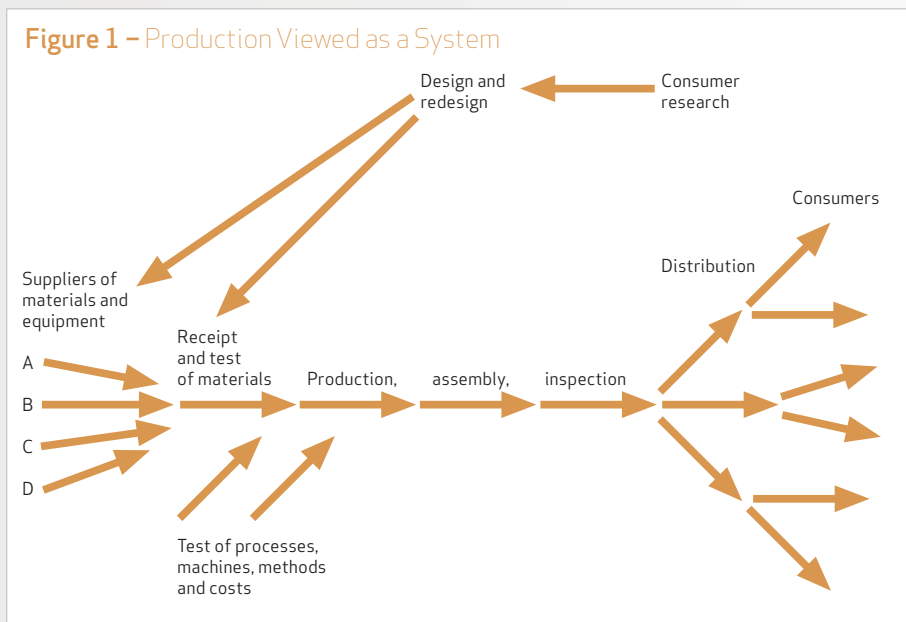 Figure 1 – Production Viewed as a System
Design and
redesign
Consumer
research
Consumers
Distribution
Suppliers of
materials and
equipment
Receipt
and test
of materials
Production,
assembly,
inspection
A
B
C
D
Test of processes,
machines, methods
and costs